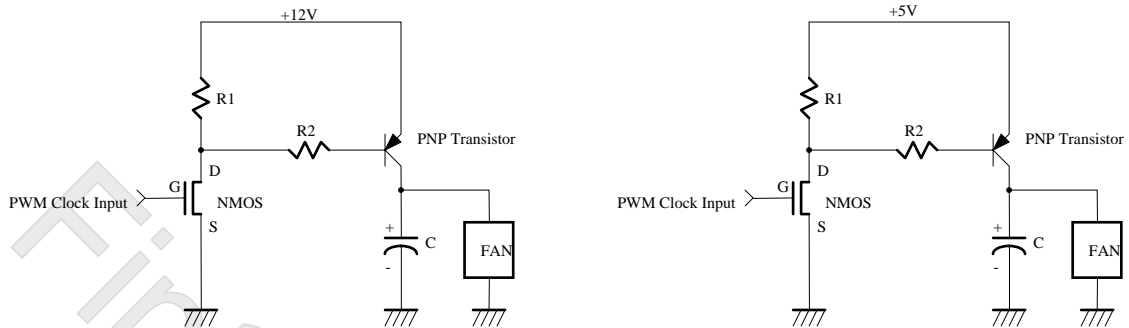 +12V
R1
R2
PNP Transistor
D
G
PWM Clock Input
NMOS
S
+
C
-
FAN
+5V
R1
R2
PNP Transistor
D
G
PWM Clock Input
NMOS
S
+
C
-
FAN